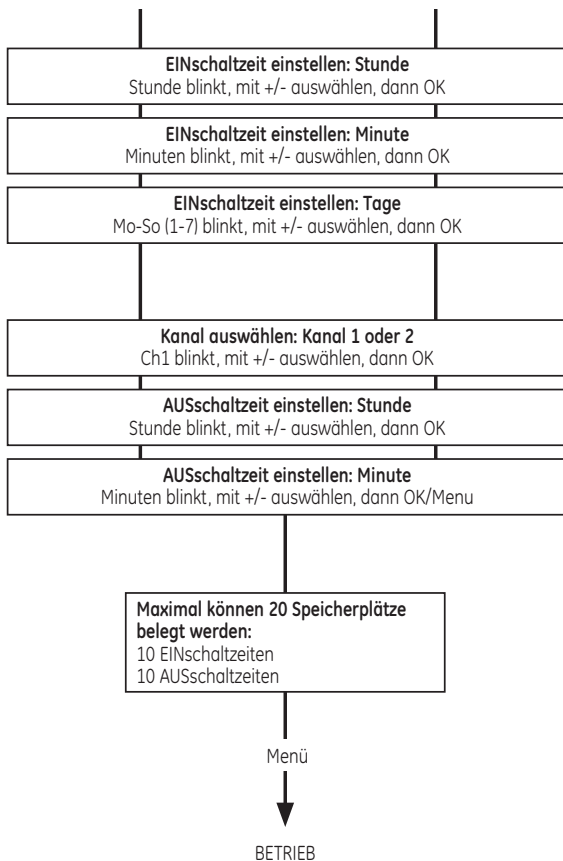 EINschaltzeit einstellen: Stunde
Stunde blinkt, mit +/- auswählen, dann OK
EINschaltzeit einstellen: Minute
Minuten blinkt, mit +/- auswählen, dann OK
EINschaltzeit einstellen: Tage
Mo-So (1-7) blinkt, mit +/- auswählen, dann OK
Kanal auswählen: Kanal 1 oder 2
Ch1 blinkt, mit +/- auswählen, dann OK
AUSschaltzeit einstellen: Stunde
Stunde blinkt, mit +/- auswählen, dann OK
AUSschaltzeit einstellen: Minute
Minuten blinkt, mit +/- auswählen, dann OK/Menu
Maximal können 20 Speicherplätze
belegt werden:
10 EINschaltzeiten
10 AUSschaltzeiten
Menü
BETRIEB